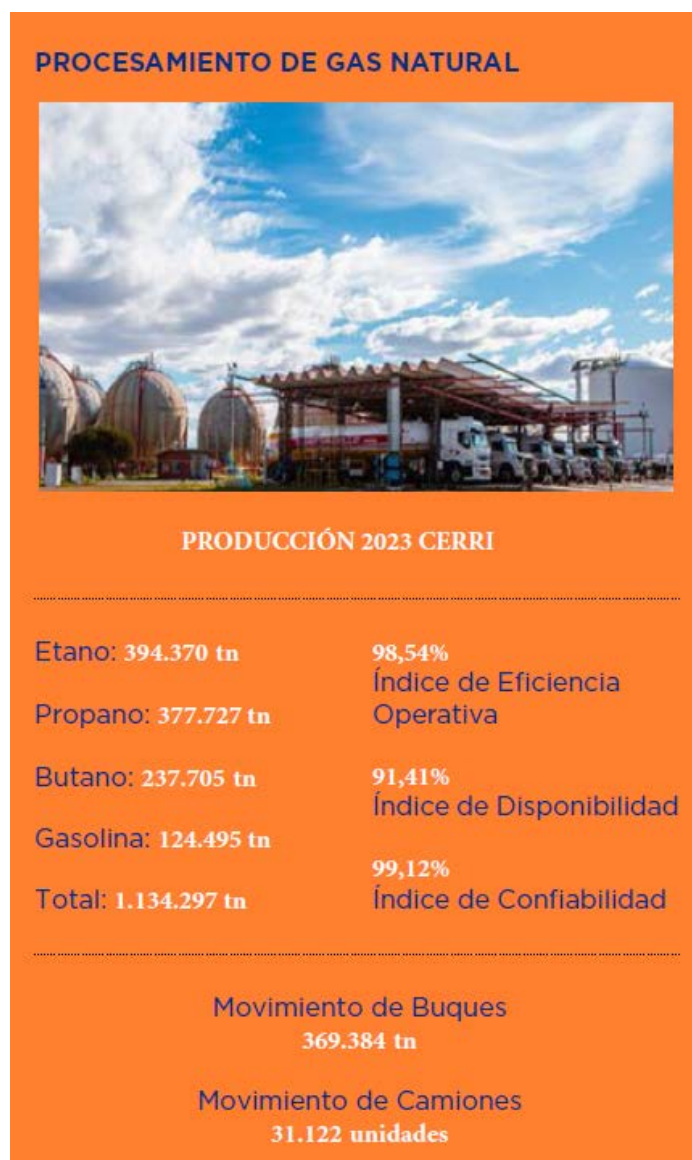 PROCESAMIENTO DE GAS NATURAL
PRODUCCIÓN 2023 CERRI
Etano: 394.370 tn
Propano: 377.727 tn
Butano: 237.705 tn
Gasolina: 124.495 tn
Total: 1.134.297 tn
98,54%
Índice de Eficiencia
Operativa
91,41%
Índice de Disponibilidad
99,12%
Índice de Confiabilidad
Movimiento de Buques
369.384 tn
Movimiento de Camiones
31.122 unidades